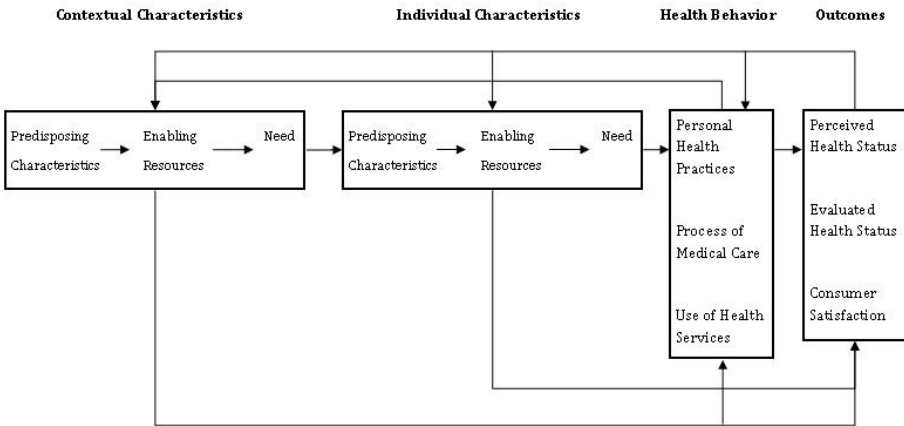 Contextual Characteristics
Individual Characteristics
Health Behavior
Outcomes
Predisposing
Characteristics
Enabling
Resources
Need
Predisposing
Characteristics
Enabling
Resources
Need
Personal
Health
Practices
Process of
Medical Care
Use of Health
Services
Perceived
Health Status
Evaluated
Health Status
Consumer
Satisfaction